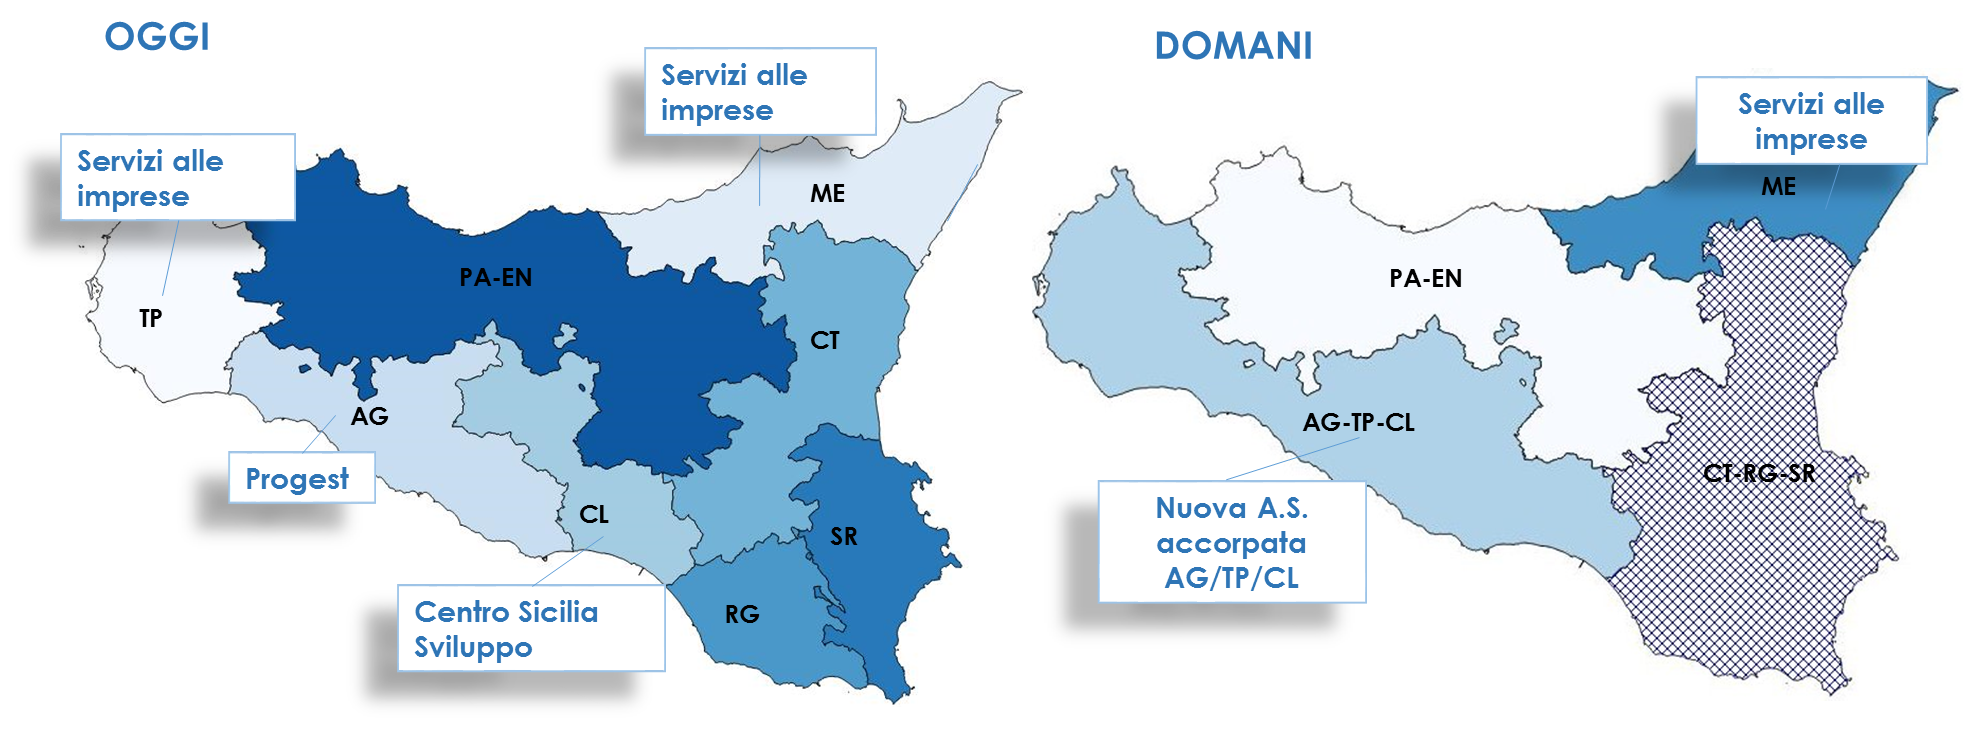 OGGI
Servizi alle
imprese
Servizi alle
imprese
ME
PA-EN
TP
CT
AG
Progest
CL
SR
Centro Sicilia
Sviluppo
RG
DOMANI
Servizi alle
imprese
ME
PA-EN
AG-TP-CL
CT-RG-SR
Nuova A.S.
accorpata
AG/TP/CL